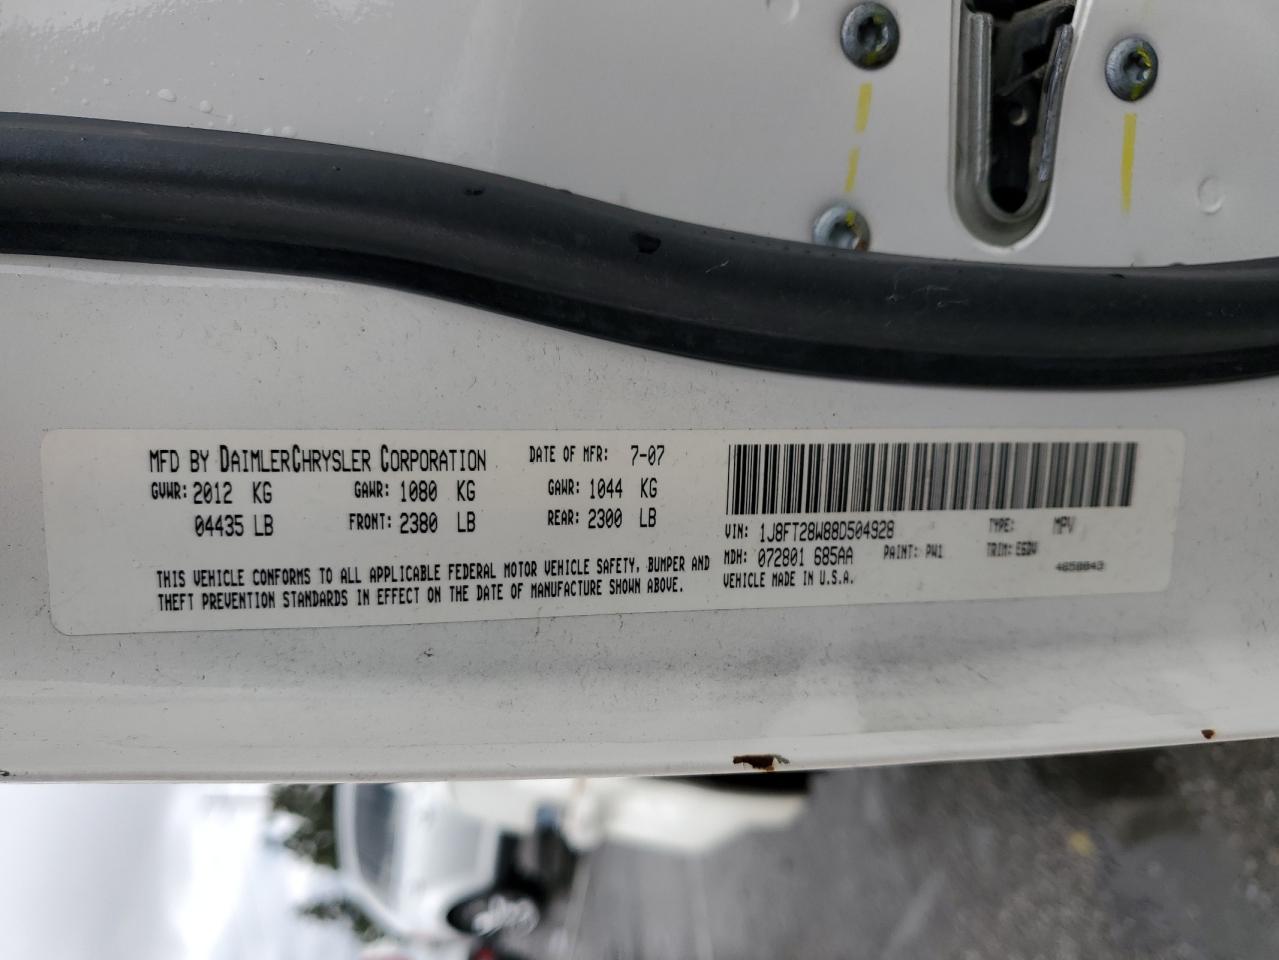 MFD BY DAIMLERCHRYSLER CORPORATION DATE OF MFR: 7-07
GVWR: 2012 KG GAWR: 1080 KG GAWR: 1044 KG
04435 LB FRONT: 2380 LB REAR: 2300 LB
THIS VEHICLE CONFORMS TO ALL APPLICABLE FEDERAL MOTOR VEHICLE SAFETY, BUMPER AND
THEFT PREVENTION STANDARDS IN EFFECT ON THE DATE OF MANUFACTURE SHOWN ABOVE.
VIN: 1J8FT28W88D504928 TYPE: MPV
MDH: 072801 685AA PAINT: PW1 TRIM:
VEHICLE MADE IN U.S.A.